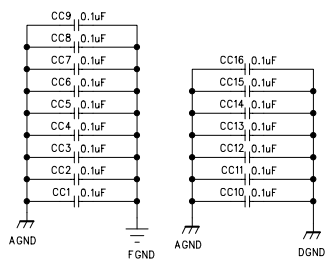 CC9 0.1uF
CC8 0.1uF
CC7 0.1uF
CC6 0.1uF
CC5 0.1uF
CC4 0.1uF
CC3 0.1uF
CC2 0.1uF
CC1 0.1uF
AGND
FGND
CC16 0.1uF
CC15 0.1uF
CC14 0.1uF
CC13 0.1uF
CC12 0.1uF
CC11 0.1uF
CC10 0.1uF
AGND
DGND